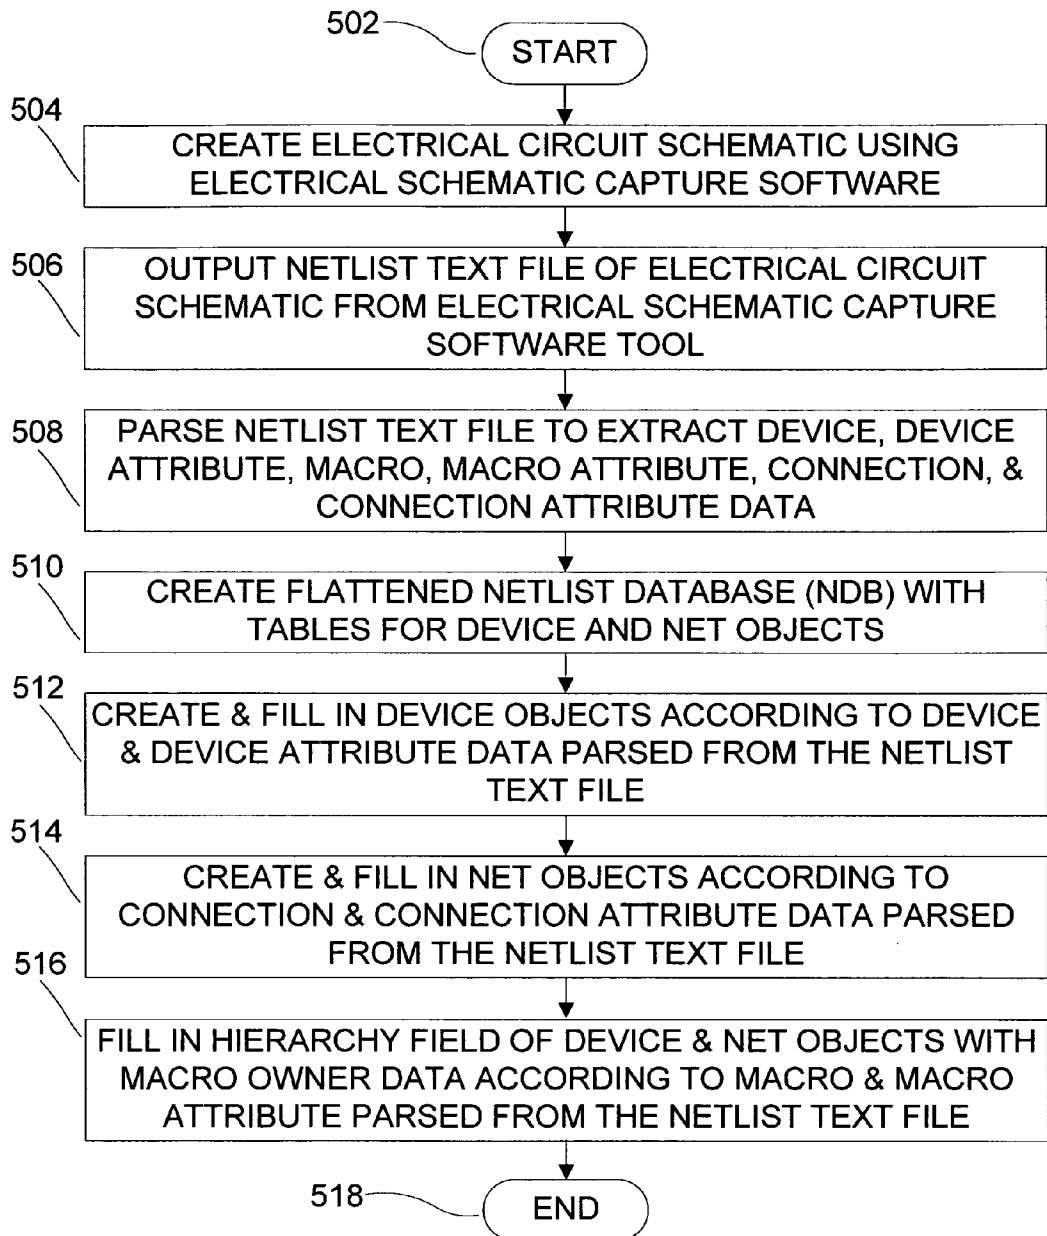 502
START
504
CREATE ELECTRICAL CIRCUIT SCHEMATIC USING
ELECTRICAL SCHEMATIC CAPTURE SOFTWARE
506
OUTPUT NETLIST TEXT FILE OF ELECTRICAL CIRCUIT
SCHEMATIC FROM ELECTRICAL SCHEMATIC CAPTURE
SOFTWARE TOOL
508
PARSE NETLIST TEXT FILE TO EXTRACT DEVICE, DEVICE
ATTRIBUTE, MACRO, MACRO ATTRIBUTE, CONNECTION, &
CONNECTION ATTRIBUTE DATA
510
CREATE FLATTENED NETLIST DATABASE (NDB) WITH
TABLES FOR DEVICE AND NET OBJECTS
512
CREATE & FILL IN DEVICE OBJECTS ACCORDING TO DEVICE
& DEVICE ATTRIBUTE DATA PARSED FROM THE NETLIST
TEXT FILE
514
CREATE & FILL IN NET OBJECTS ACCORDING TO
CONNECTION & CONNECTION ATTRIBUTE DATA PARSED
FROM THE NETLIST TEXT FILE
516
FILL IN HIERARCHY FIELD OF DEVICE & NET OBJECTS WITH
MACRO OWNER DATA ACCORDING TO MACRO & MACRO
ATTRIBUTE PARSED FROM THE NETLIST TEXT FILE
518
END